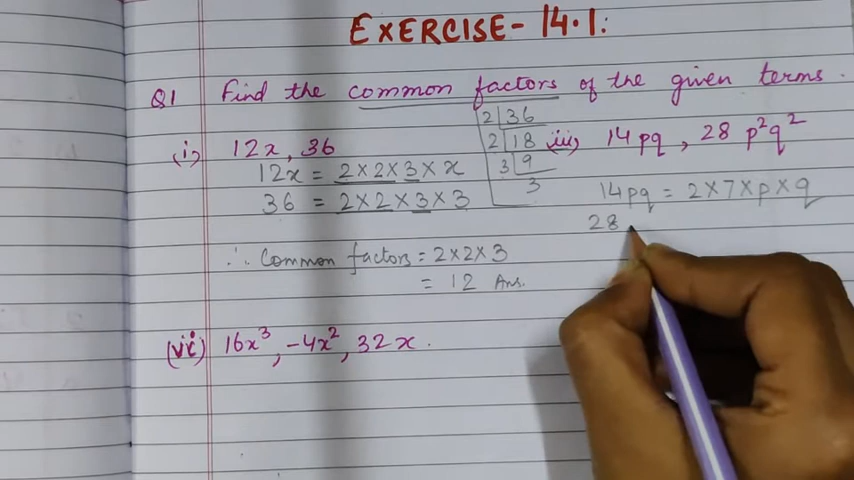 EXERCISE- 14.1:
Q1 Find the common factors of the given terms.
(i) 12x, 36
12x = 2×2×3×x
36 = 2×2×3×3
2 36
2 18
3 9
3
∴ Common factors = 2×2×3
= 12 Ans.
iii) 14pq, 28 p²q²
14pq = 2×7×p×q
28
(vi) 16x³, -4x², 32x.